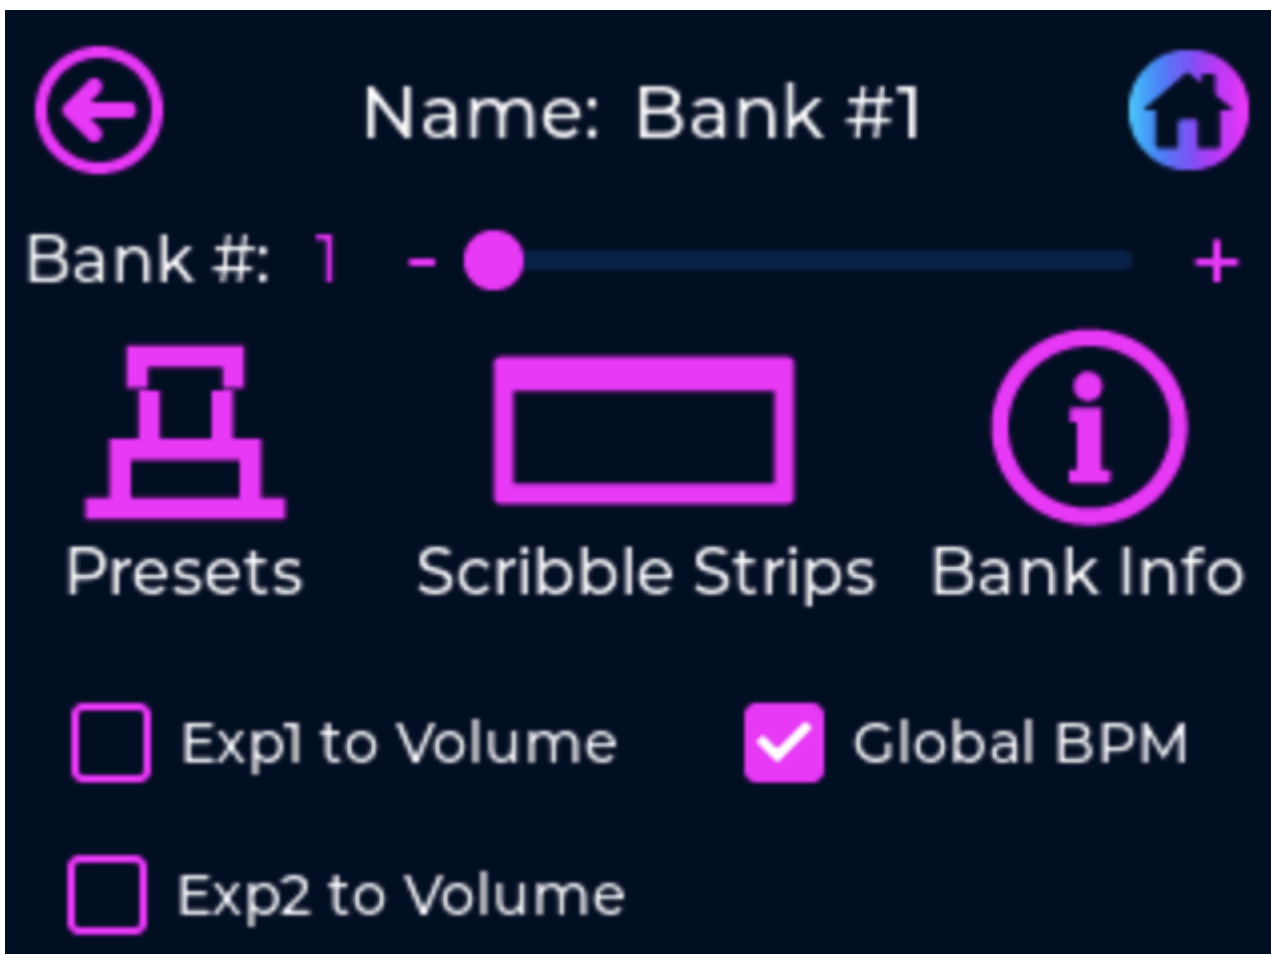 Name: Bank #1
Bank #: 1 - +
Presets Scribble Strips Bank Info
Exp1 to Volume Global BPM
Exp2 to Volume